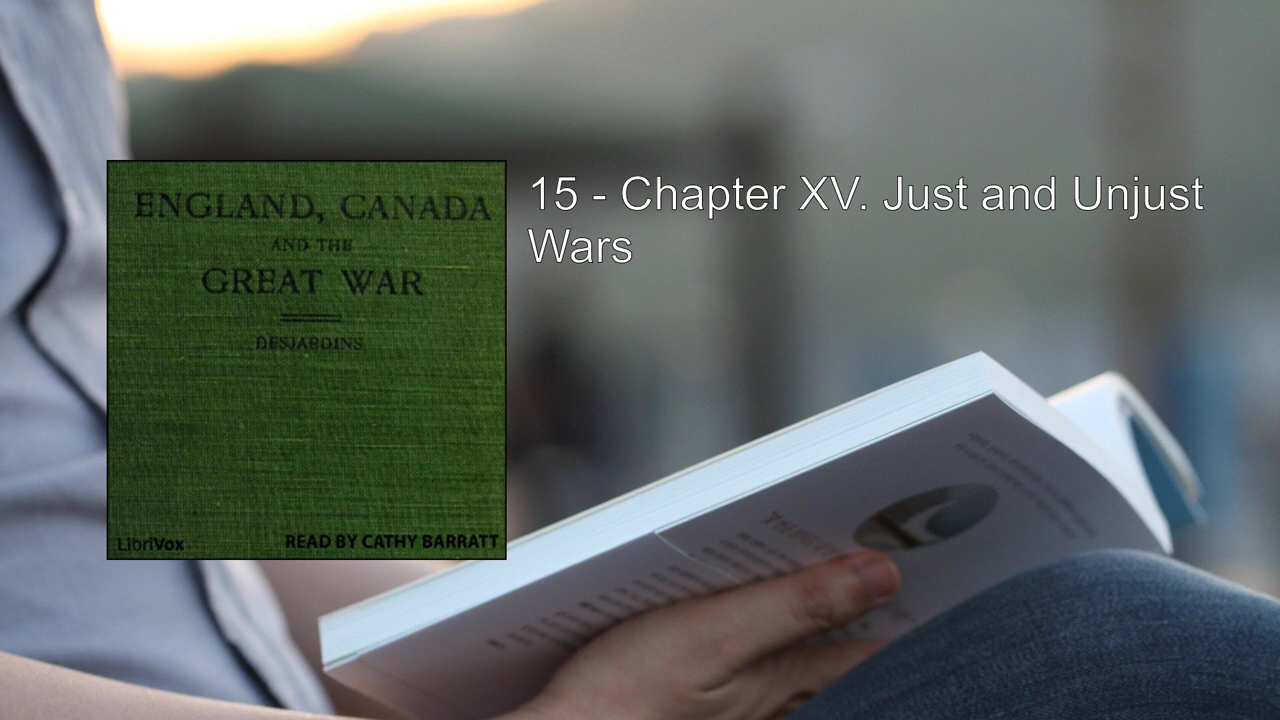 ENGLAND, CANADA
AND THE
GREAT WAR
DESJARDINS
LibriVox
READ BY CATHY BARRATT
15 - Chapter XV. Just and Unjust
Wars